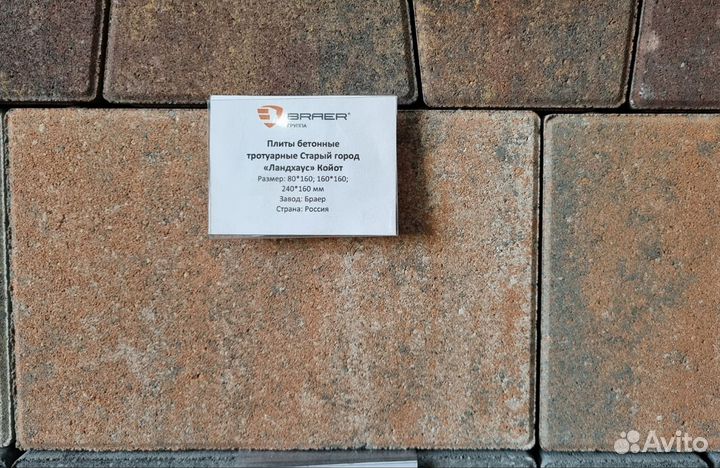 BRAER
ГРУППА
Плиты бетонные
тротуарные Старый город
«Ландхаус» Койот
Размер: 80*160; 160*160;
240*160 мм
Завод: Браер
Страна: Россия
Avito